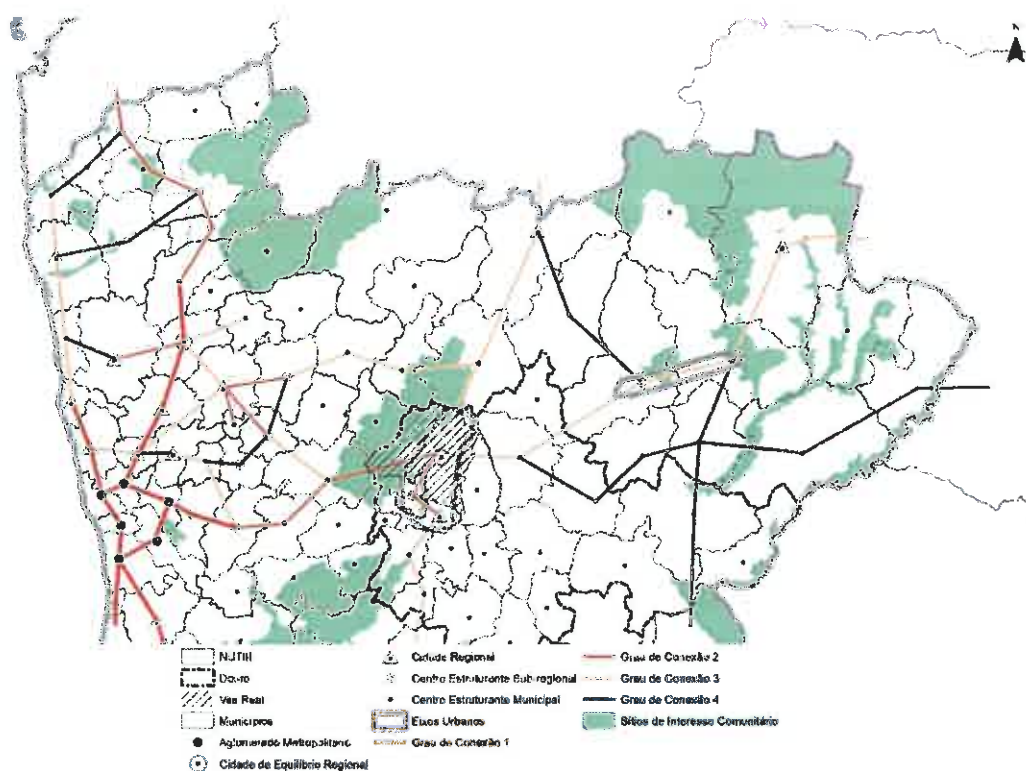 N
NUTIII
Douro
Vila Real
Municípios
Aglomerado Metropolitano
Cidade de Equilíbrio Regional
Cidade Regional
Centro Estruturante Sub-regional
Centro Estruturante Municipal
Eixos Urbanos
Grau de Conexão 1
Grau de Conexão 2
Grau de Conexão 3
Grau de Conexão 4
Sítios de Interesse Comunitário